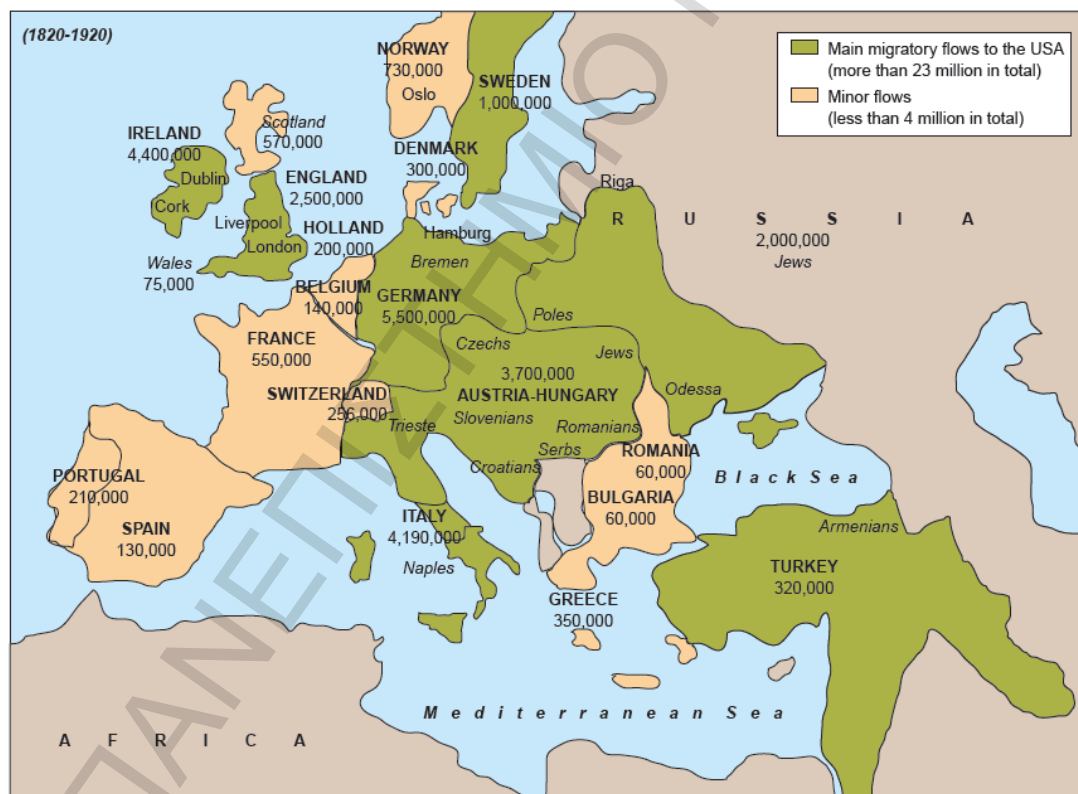 (1820-1920)
Main migratory flows to the USA
(more than 23 million in total)
Minor flows
(less than 4 million in total)
NORWAY
730,000
Oslo
SWEDEN
1,000,000
Scotland
570,000
IRELAND
4,400,000
Dublin
Cork
DENMARK
300,000
ENGLAND
2,500,000
Liverpool
London
HOLLAND
200,000
Hamburg
Riga
R U S S I A
2,000,000
Jews
Wales
75,000
Bremen
BELGIUM
140,000
GERMANY
5,500,000
Poles
FRANCE
550,000
Czechs
Jews
3,700,000
AUSTRIA-HUNGARY
SWITZERLAND
256,000
Trieste
Slovenians
Romanians
Odessa
Serbs
Croatians
ROMANIA
60,000
Black Sea
PORTUGAL
210,000
SPAIN
130,000
BULGARIA
60,000
ITALY
4,190,000
Naples
Armenians
TURKEY
320,000
GREECE
350,000
Mediterranean Sea
A F R I C A
ΠΑΝΕΠΙΣΤΗΜΙΟ